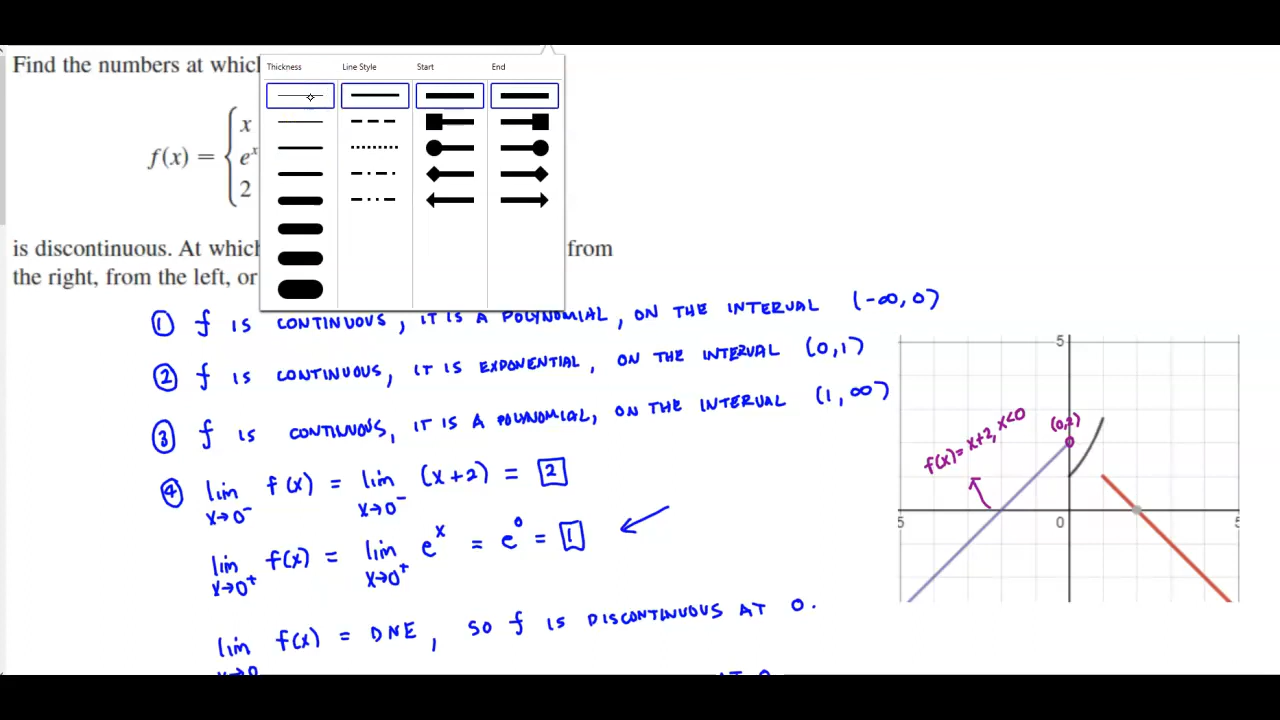 Find the numbers at which
Thickness Line Style Start End
f(x) = { x
e^x
2
is discontinuous. At which from
the right, from the left, or
① f IS CONTINUOUS, IT IS A POLYNOMIAL, ON THE INTERVAL (-∞, 0)
② f IS CONTINUOUS, IT IS EXPONENTIAL, ON THE INTERVAL (0, 1)
③ f IS CONTINUOUS, IT IS A POLYNOMIAL, ON THE INTERVAL (1, ∞)
④ lim x→0⁻ f(x) = lim x→0⁻ (x+2) = 2
lim x→0⁺ f(x) = lim x→0⁺ e^x = e^0 = 1
lim x→0 f(x) = DNE, SO f IS DISCONTINUOUS AT 0.
5
f(x) = x+2, x<0
(0,2)
5 0 5